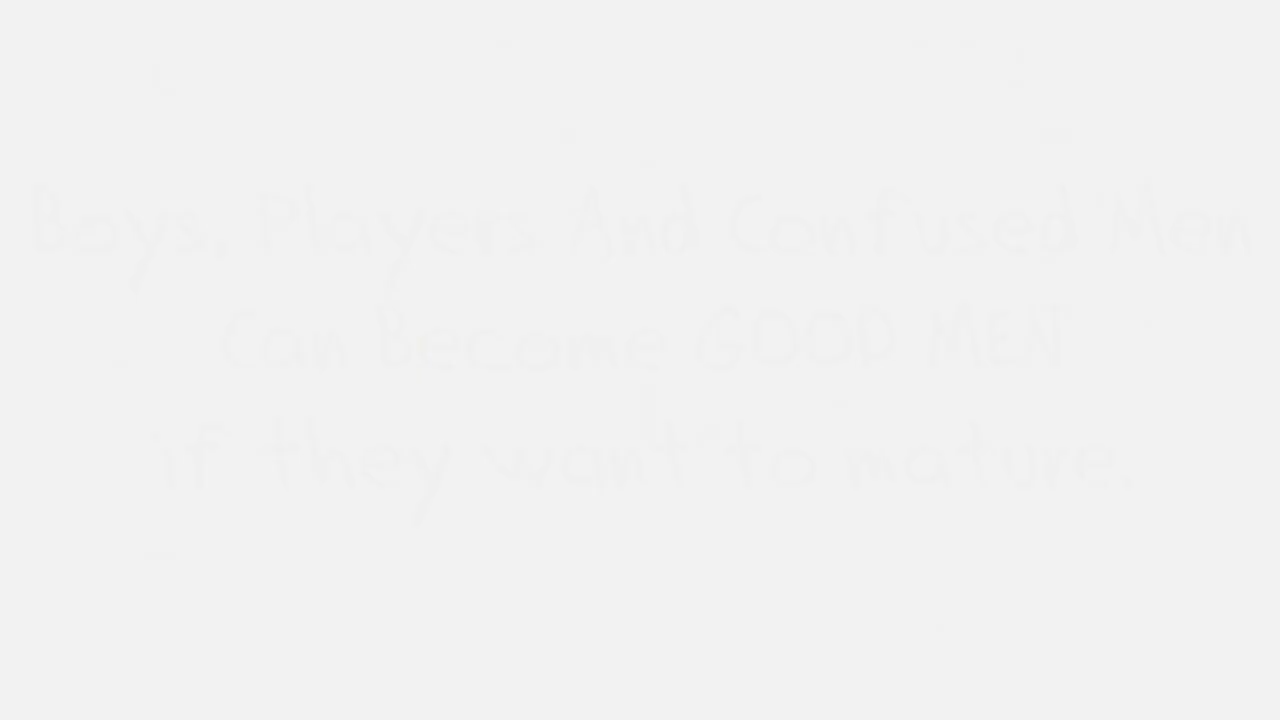 Boys, Players And Confused Men
Can Become GOOD MEN
if they want to mature.